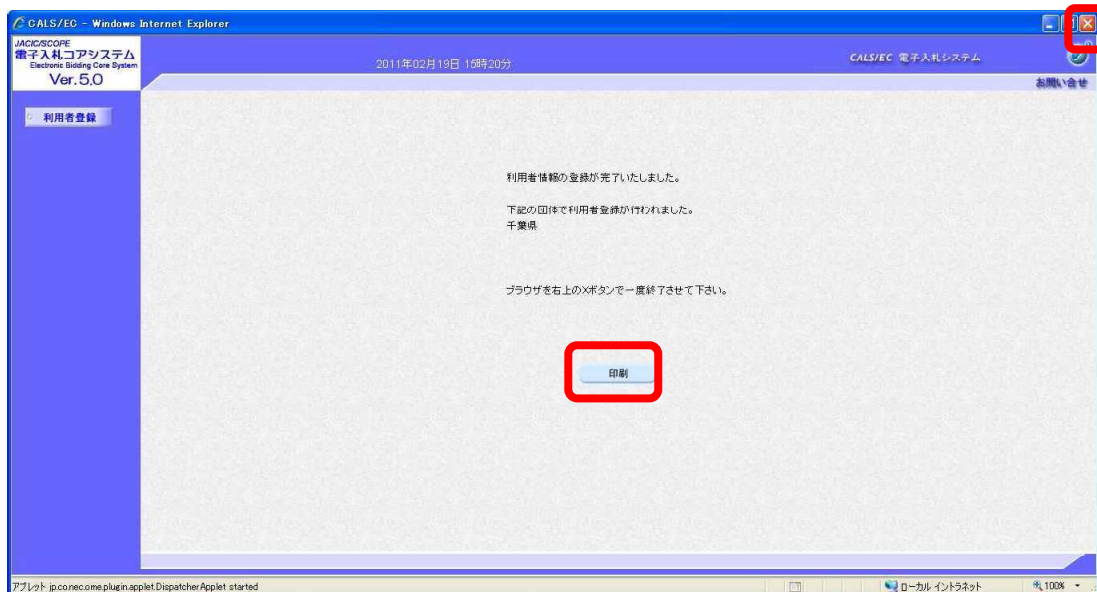 CALS/EC - Windows Internet Explorer
JACIC/SCOPE
電子入札コアシステム
Electronic Bidding Core System
Ver.5.0
2011年02月19日 15時20分
CALS/EC 電子入札システム
お問い合せ
利用者登録
利用者情報の登録が完了いたしました。
下記の団体で利用者登録が行われました。
千葉県
ブラウザを右上の×ボタンで一度終了させて下さい。
印刷
アプレット jp.co.nec.ome.plugin.applet.DispatcherApplet started
ローカル イントラネット
100%